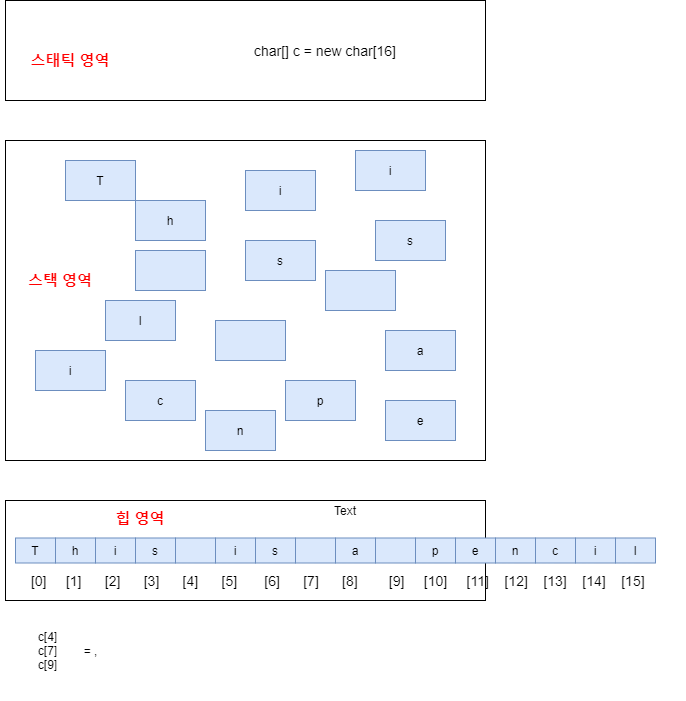 스태틱 영역
char[] c = new char[16]
T
i
i
h
s
s
스택 영역
l
a
i
c
p
n
e
힙 영역
Text
T h i s i s a p e n c i l
[0] [1] [2] [3] [4] [5] [6] [7] [8] [9] [10] [11] [12] [13] [14] [15]
c[4]
c[7] = ,
c[9]